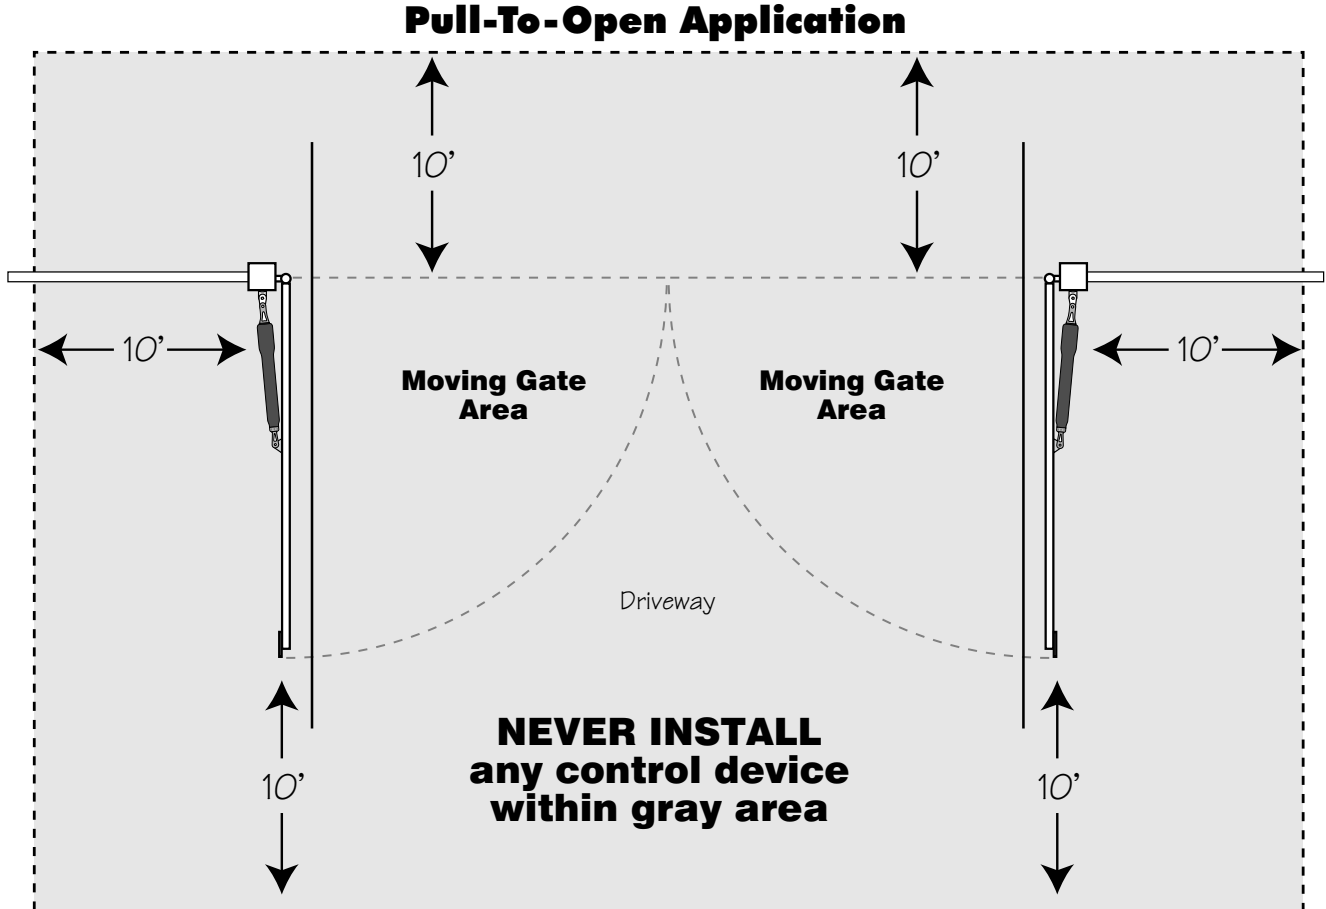 Pull-To-Open Application
10’
10’
10’
10’
Moving Gate
Area
Moving Gate
Area
Driveway
NEVER INSTALL
any control device
within gray area
10’
10’